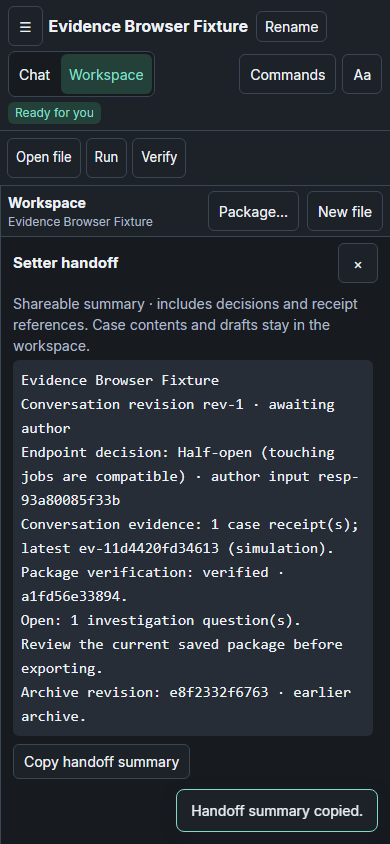 ☰ Evidence Browser Fixture Rename
Chat Workspace Commands Aa
Ready for you
Open file Run Verify
Workspace
Evidence Browser Fixture
Package... New file
Setter handoff ×
Shareable summary · includes decisions and receipt
references. Case contents and drafts stay in the
workspace.
Evidence Browser Fixture
Conversation revision rev-1 · awaiting
author
Endpoint decision: Half-open (touching
jobs are compatible) · author input resp-
93a80085f33b
Conversation evidence: 1 case receipt(s);
latest ev-11d4420fd34613 (simulation).
Package verification: verified ·
a1fd56e33894.
Open: 1 investigation question(s).
Review the current saved package before
exporting.
Archive revision: e8f2332f6763 · earlier
archive.
Copy handoff summary
Handoff summary copied.